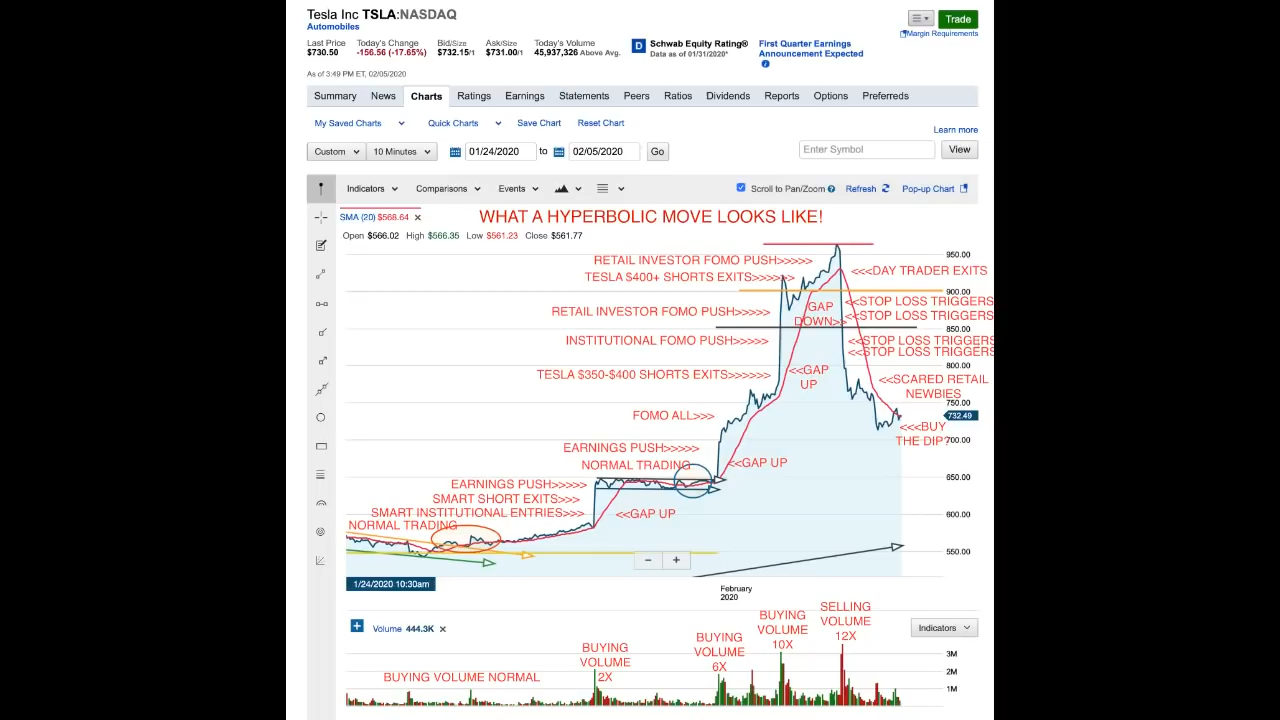 Tesla Inc TSLA:NASDAQ
Automobiles
Trade
Margin Requirements
Last Price Today's Change Bid/Size Ask/Size Today's Volume
$730.50 -156.56 (-17.65%) $732.15/1 $731.00/1 45,937,326 Above Avg.
D Schwab Equity Rating®
Data as of 01/31/2020*
First Quarter Earnings
Announcement Expected
As of 3:49 PM ET, 02/05/2020
Summary News Charts Ratings Earnings Statements Peers Ratios Dividends Reports Options Preferreds
My Saved Charts Quick Charts Save Chart Reset Chart
Learn more
Custom 10 Minutes 01/24/2020 to 02/05/2020 Go Enter Symbol View
Indicators Comparisons Events Scroll to Pan/Zoom Refresh Pop-up Chart
SMA (20) $568.64 x
WHAT A HYPERBOLIC MOVE LOOKS LIKE!
Open $566.02 High $566.35 Low $561.23 Close $561.77
950.00
RETAIL INVESTOR FOMO PUSH>>>>>
<<<DAY TRADER EXITS
TESLA $400+ SHORTS EXITS>>>>>>
900.00
<<STOP LOSS TRIGGERS
GAP
DOWN>>
RETAIL INVESTOR FOMO PUSH>>>>>
<<STOP LOSS TRIGGERS
850.00
INSTITUTIONAL FOMO PUSH>>>>>
<<STOP LOSS TRIGGERS
<<STOP LOSS TRIGGERS
800.00
<<GAP
UP
TESLA $350-$400 SHORTS EXITS>>>>>>
<<SCARED RETAIL
NEWBIES
750.00
FOMO ALL>>>
732.49
<<<BUY
THE DIP?
700.00
EARNINGS PUSH>>>>>
NORMAL TRADING
<<GAP UP
650.00
EARNINGS PUSH>>>>>
SMART SHORT EXITS>>>
SMART INSTITUTIONAL ENTRIES>>>
<<GAP UP
600.00
NORMAL TRADING
550.00
− +
1/24/2020 10:30am
February
2020
Volume 444.3K x
Indicators
BUYING VOLUME NORMAL
BUYING
VOLUME
2X
BUYING
VOLUME
6X
BUYING
VOLUME
10X
SELLING
VOLUME
12X
3M
2M
1M